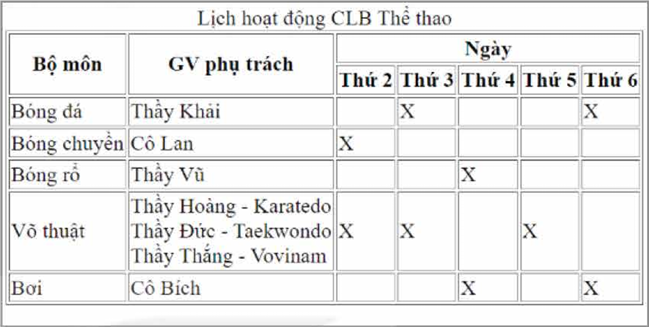 Lịch hoạt động CLB Thể thao
Bộ môn GV phụ trách Ngày
Thứ 2 Thứ 3 Thứ 4 Thứ 5 Thứ 6
Bóng đá Thầy Khải X X
Bóng chuyền Cô Lan X
Bóng rổ Thầy Vũ X
Võ thuật Thầy Hoàng - Karatedo
Thầy Đức - Taekwondo X X X
Thầy Thắng - Vovinam
Bơi Cô Bích X X